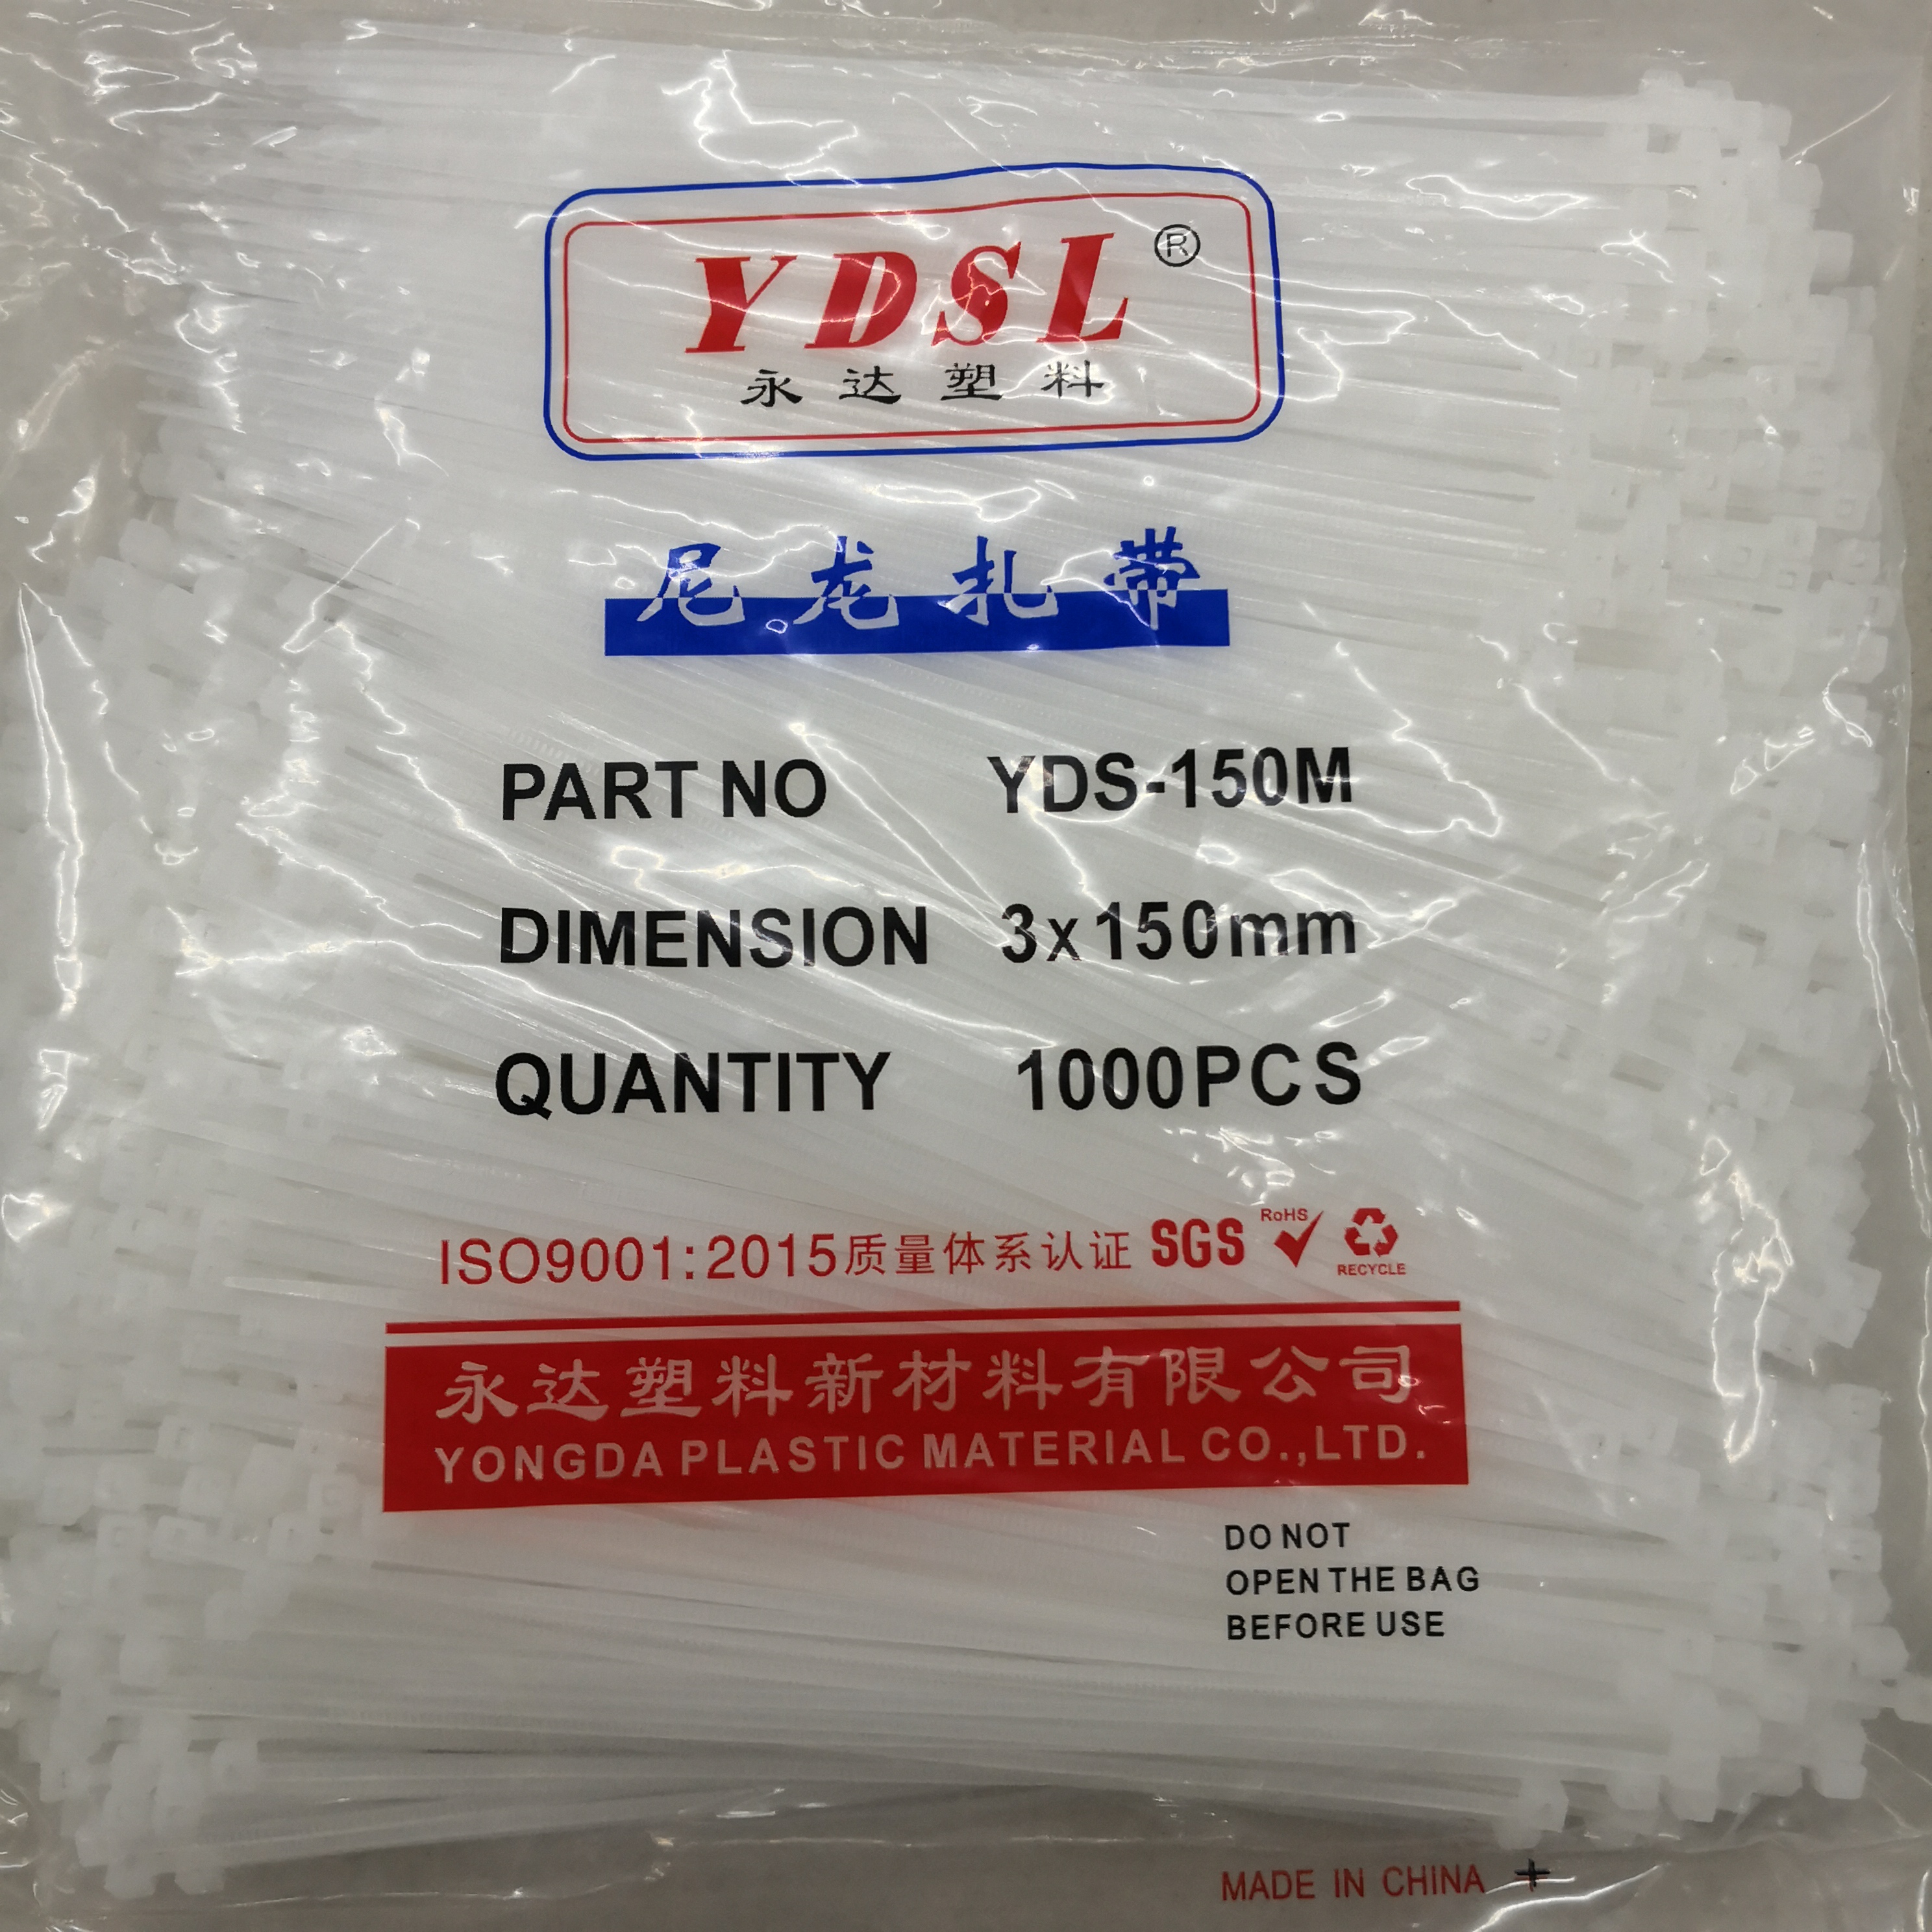 YDSL ®
永达塑料
尼龙扎带
PART NO YDS-150M
DIMENSION 3x150mm
QUANTITY 1000PCS
ISO9001:2015质量体系认证 SGS RoHS
RECYCLE
永达塑料新材料有限公司
YONGDA PLASTIC MATERIAL CO.,LTD.
DO NOT
OPEN THE BAG
BEFORE USE
MADE IN CHINA